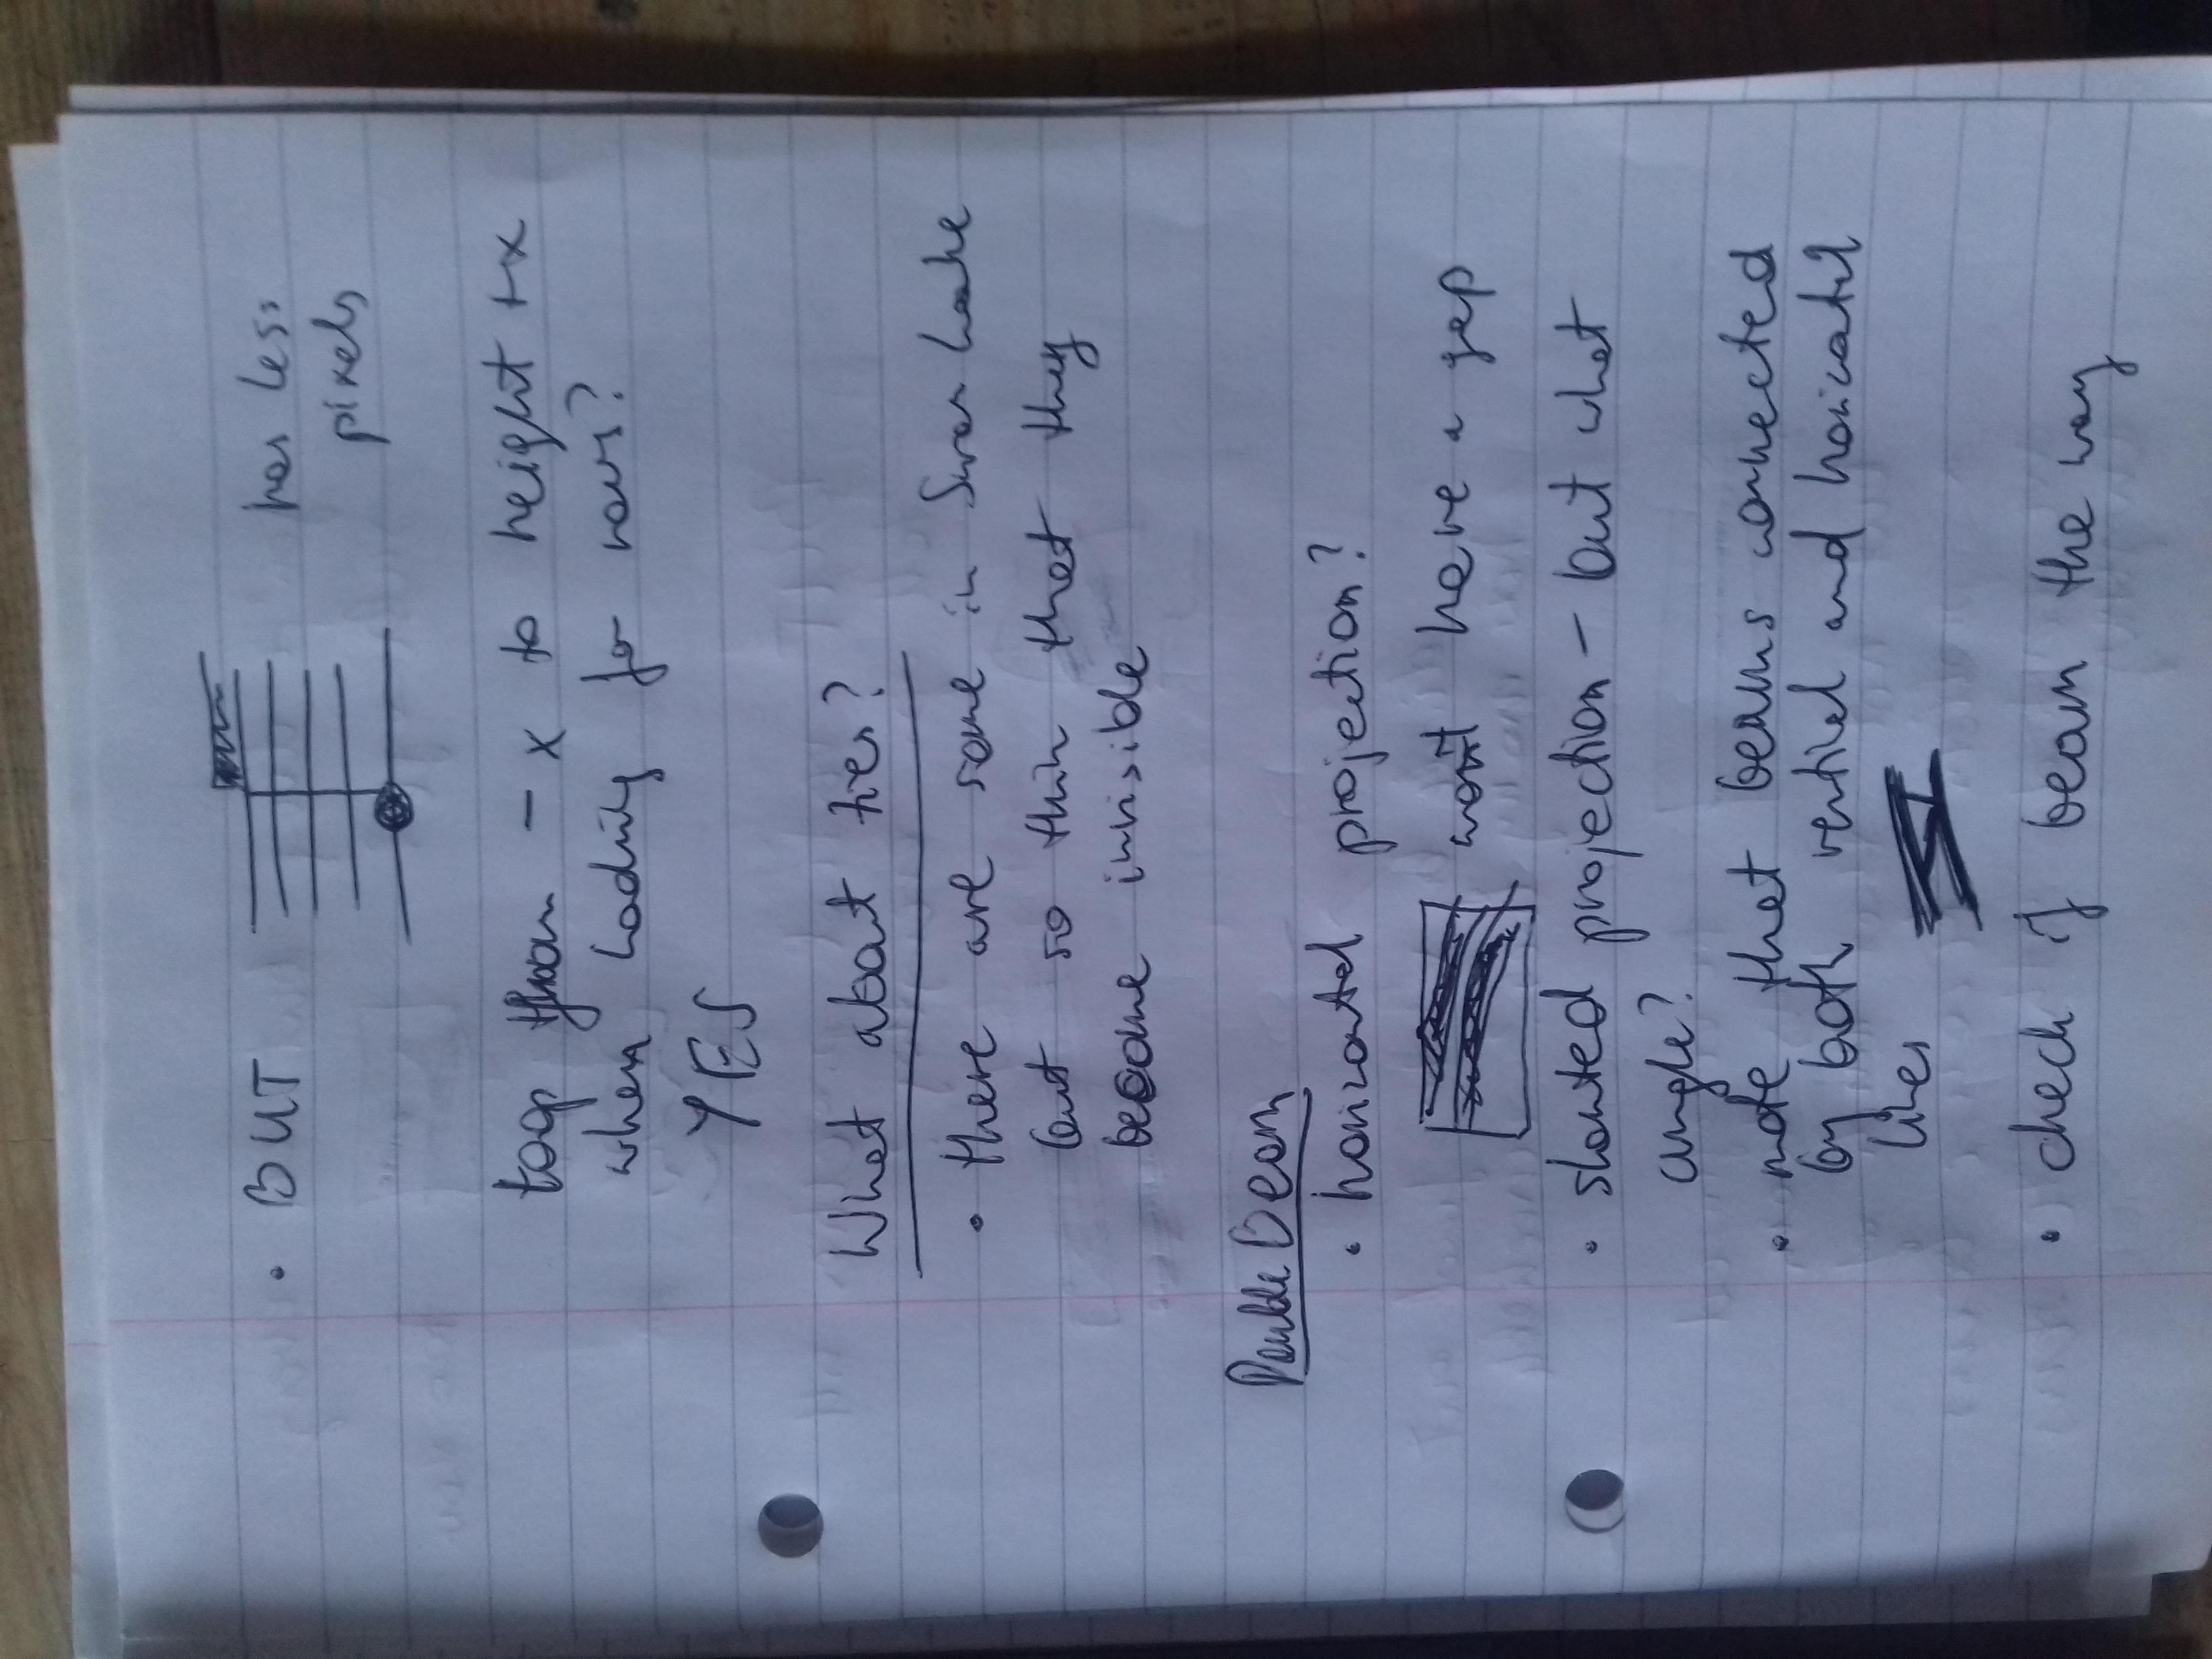 • BUT has less
pixels
loop from - x to height + x
when looking for rows?
YES
What about ties?
• there are some in Swan Lake
but so thin that they
become invisible
Double Beam
• horizontal projection?
won't have a gap
• slanted projection - but what
angle?
• note that beams connected
by both vertical and horizontal
lines
• check if beam the way